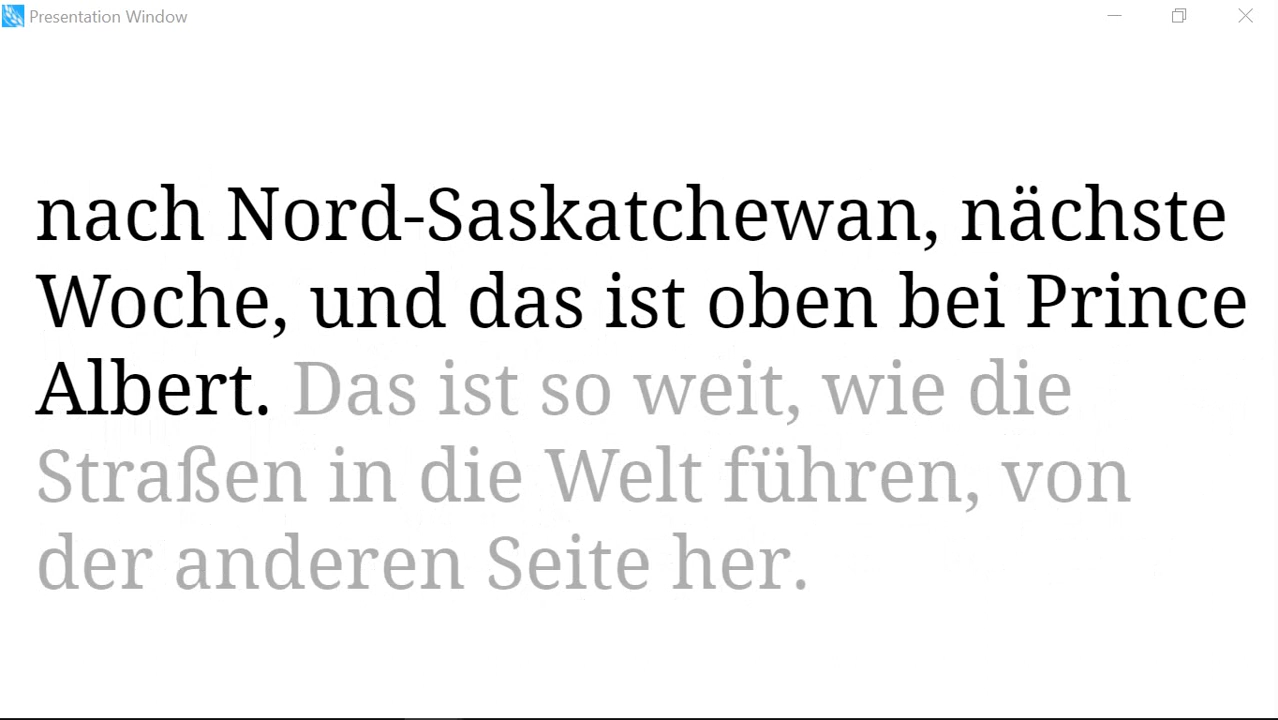 Presentation Window
nach Nord-Saskatchewan, nächste
Woche, und das ist oben bei Prince
Albert. Das ist so weit, wie die
Straßen in die Welt führen, von
der anderen Seite her.